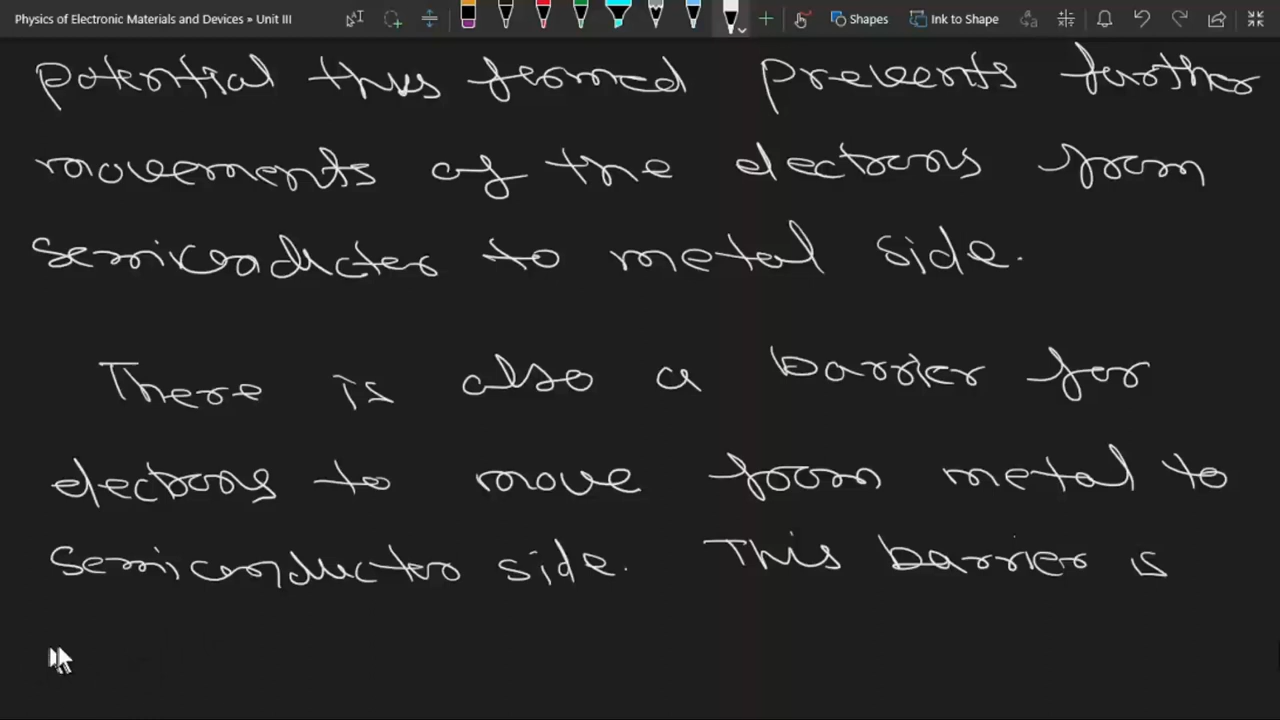 Physics of Electronic Materials and Devices » Unit III
Shapes
Ink to Shape
potential thus formed prevents further
movements of the electrons from
semiconductor to metal side.
There is also a barrier for
electrons to move from metal to
semiconductor side. This barrier is